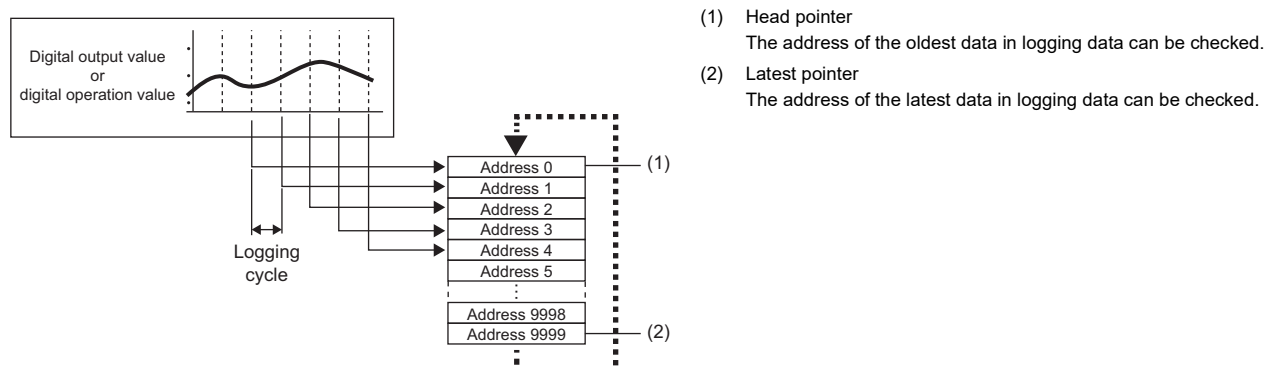 Digital output value
or
digital operation value
Logging
cycle
Address 0
Address 1
Address 2
Address 3
Address 4
Address 5
Address 9998
Address 9999
(1)
(2)
(1) Head pointer
The address of the oldest data in logging data can be checked.
(2) Latest pointer
The address of the latest data in logging data can be checked.